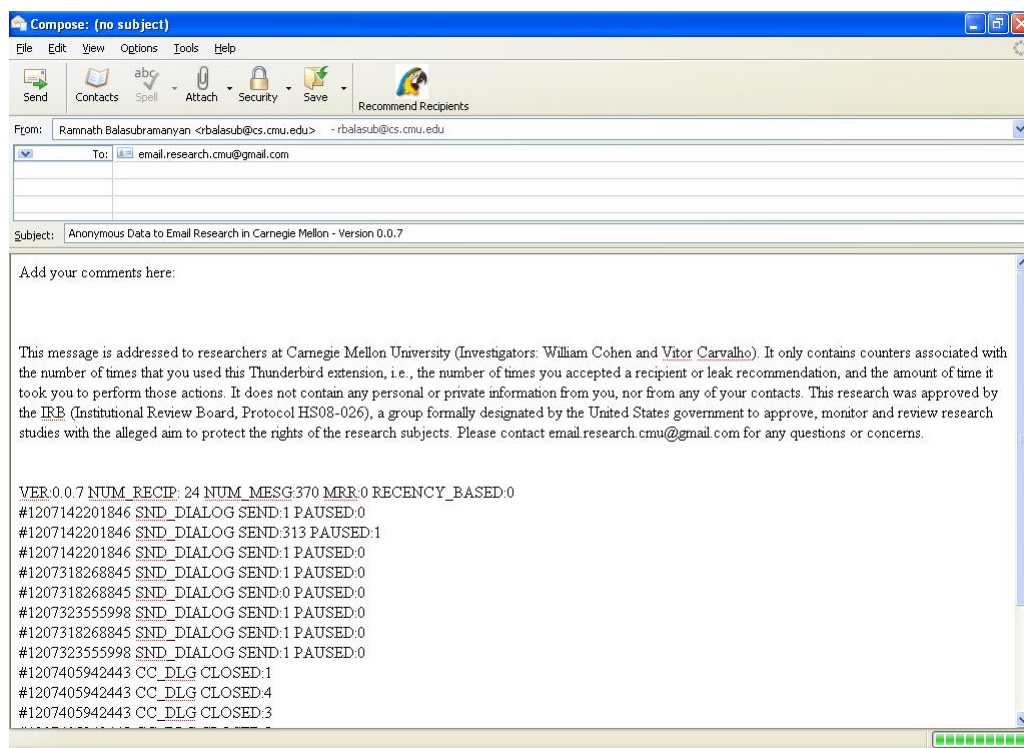 Compose: (no subject)
File Edit View Options Tools Help
Send Contacts Spell Attach Security Save Recommend Recipients
From: Ramnath Balasubramanyan <rbalasub@cs.cmu.edu> - rbalasub@cs.cmu.edu
To: email.research.cmu@gmail.com
Subject: Anonymous Data to Email Research in Carnegie Mellon - Version 0.0.7
Add your comments here:
This message is addressed to researchers at Carnegie Mellon University (Investigators: William Cohen and Vitor Carvalho). It only contains counters associated with
the number of times that you used this Thunderbird extension, i.e., the number of times you accepted a recipient or leak recommendation, and the amount of time it
took you to perform those actions. It does not contain any personal or private information from you, nor from any of your contacts. This research was approved by
the IRB (Institutional Review Board, Protocol HS08-026), a group formally designated by the United States government to approve, monitor and review research
studies with the alleged aim to protect the rights of the research subjects. Please contact email.research.cmu@gmail.com for any questions or concerns.
VER:0.0.7 NUM_RECIP: 24 NUM_MESG:370 MRR:0 RECENCY_BASED:0
#1207142201846 SND_DIALOG SEND:1 PAUSED:0
#1207142201846 SND_DIALOG SEND:313 PAUSED:1
#1207142201846 SND_DIALOG SEND:1 PAUSED:0
#1207318268845 SND_DIALOG SEND:1 PAUSED:0
#1207318268845 SND_DIALOG SEND:0 PAUSED:0
#1207323555998 SND_DIALOG SEND:1 PAUSED:0
#1207318268845 SND_DIALOG SEND:1 PAUSED:0
#1207323555998 SND_DIALOG SEND:1 PAUSED:0
#1207405942443 CC_DLG CLOSED:1
#1207405942443 CC_DLG CLOSED:4
#1207405942443 CC_DLG CLOSED:3